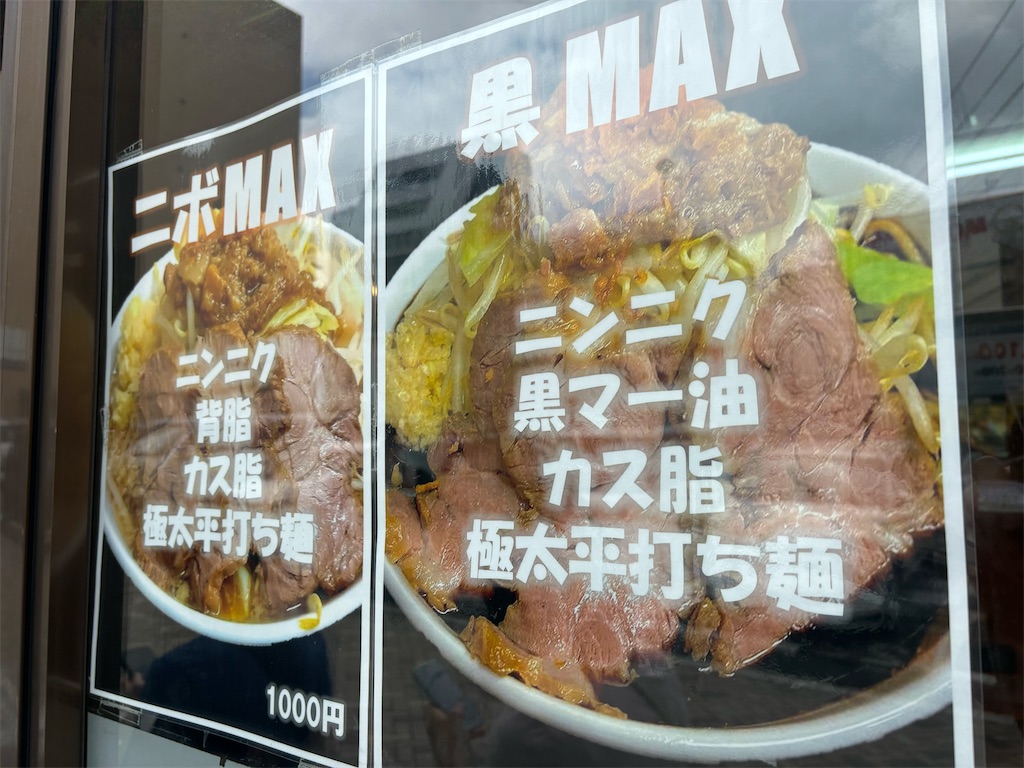 ニボMAX
ニンニク
背脂
カス脂
極太平打ち麺
1000円
黒MAX
ニンニク
黒マー油
カス脂
極太平打ち麺